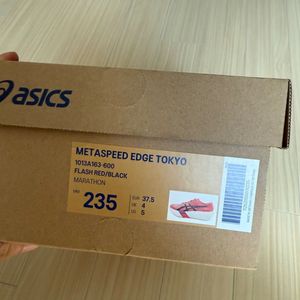 asics
METASPEED EDGE TOKYO
1013A163-600
FLASH RED/BLACK
MARATHON
235
EUR 37.5
UK 4
US 5